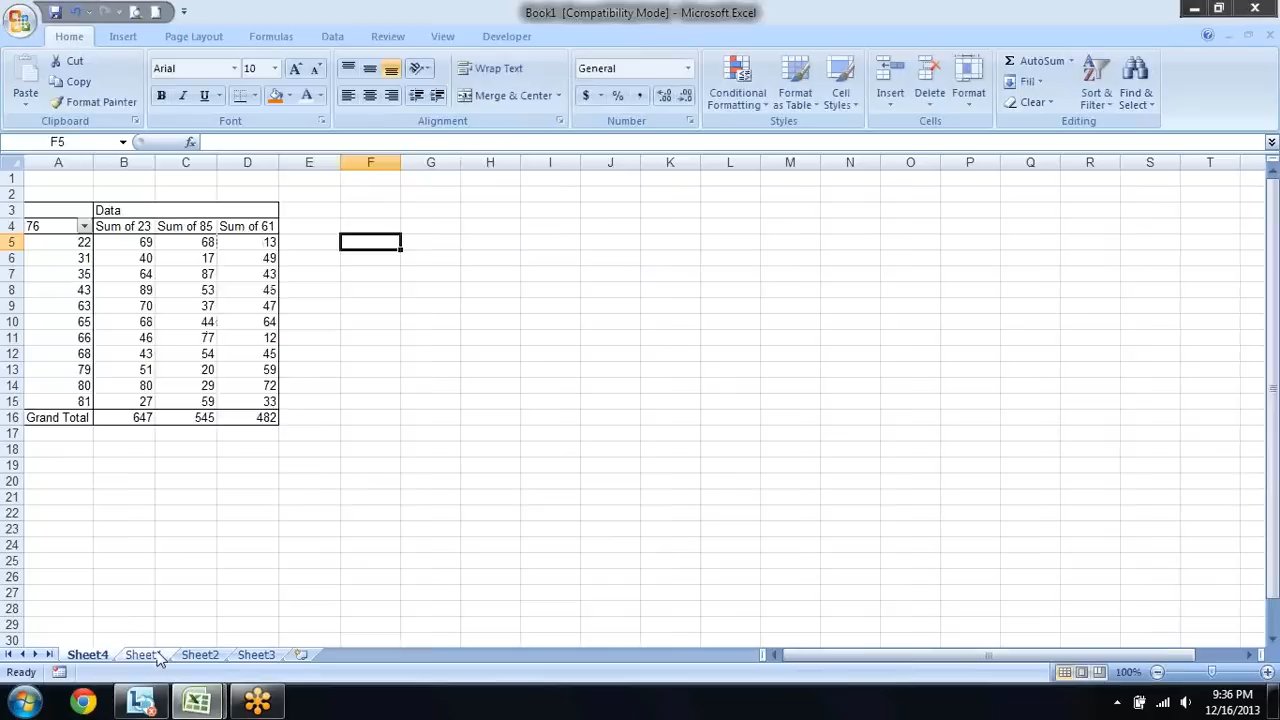 Book1 [Compatibility Mode] - Microsoft Excel
Home Insert Page Layout Formulas Data Review View Developer
Paste Cut Copy Format Painter Clipboard
Arial 10 B I U A Font
Wrap Text Merge & Center Alignment
General $ % , Number
Conditional Formatting Format as Table Cell Styles Styles
Insert Delete Format Cells
AutoSum Fill Clear Sort & Filter Find & Select Editing
F5 fx
A B C D E F G H I J K L M N O P Q R S T
1
2
3 Data
4 76 Sum of 23 Sum of 85 Sum of 61
5 22 69 68 13
6 31 40 17 49
7 35 64 87 43
8 43 89 53 45
9 63 70 37 47
10 65 68 44 64
11 66 46 77 12
12 68 43 54 45
13 79 51 20 59
14 80 80 29 72
15 81 27 59 33
16 Grand Total 647 545 482
17
18
19
20
21
22
23
24
25
26
27
28
29
30
Sheet4 Sheet Sheet2 Sheet3
Ready 100%
9:36 PM
12/16/2013